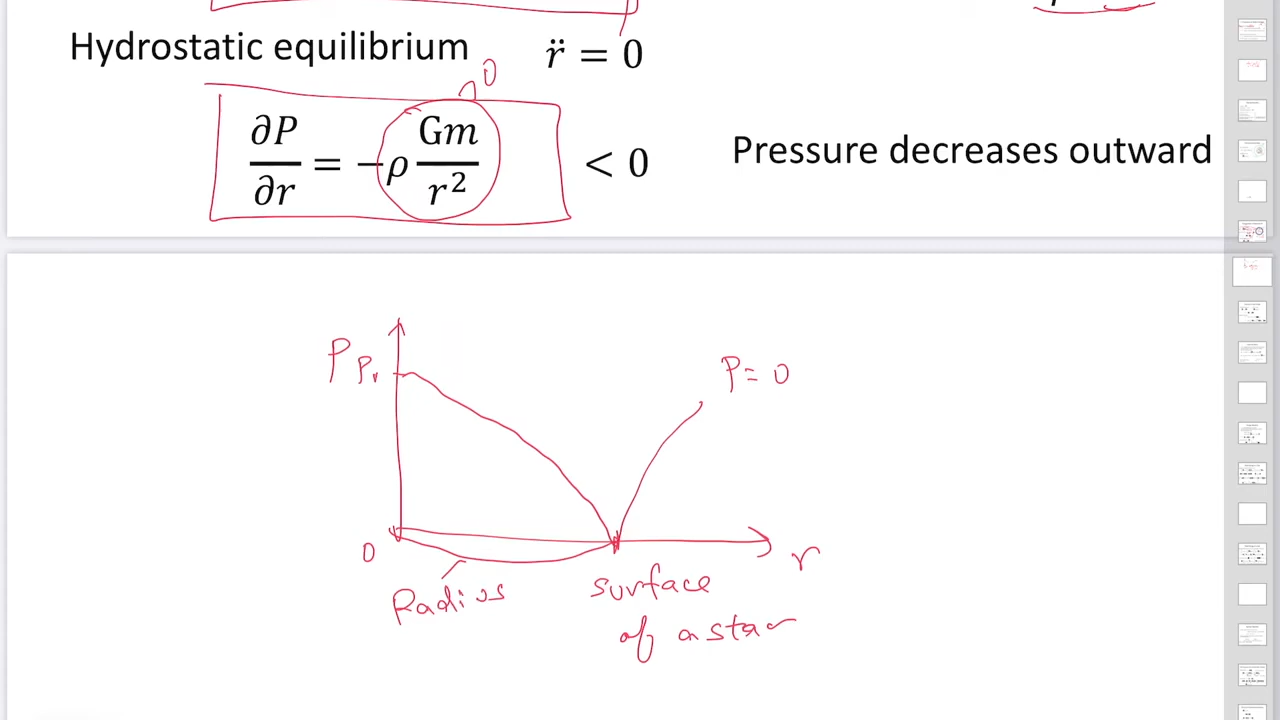 Hydrostatic equilibrium r̈ = 0
0
∂P/∂r = −ρ Gm/r² < 0 Pressure decreases outward
P
P = 0
0
r
Radius
surface
of a star